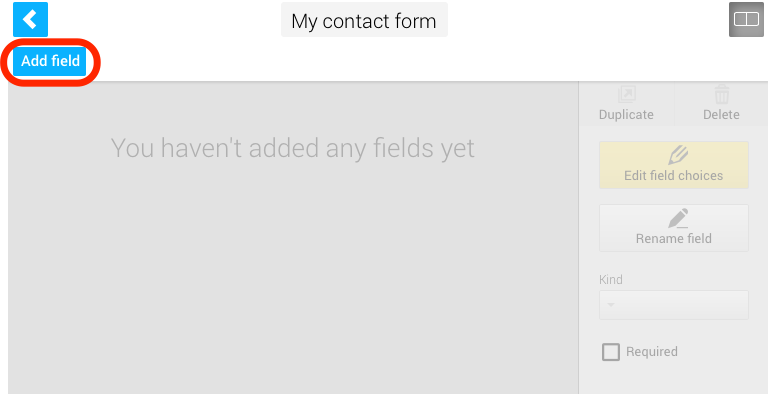 My contact form
Add field
You haven't added any fields yet
Duplicate
Delete
Edit field choices
Rename field
Kind
Required